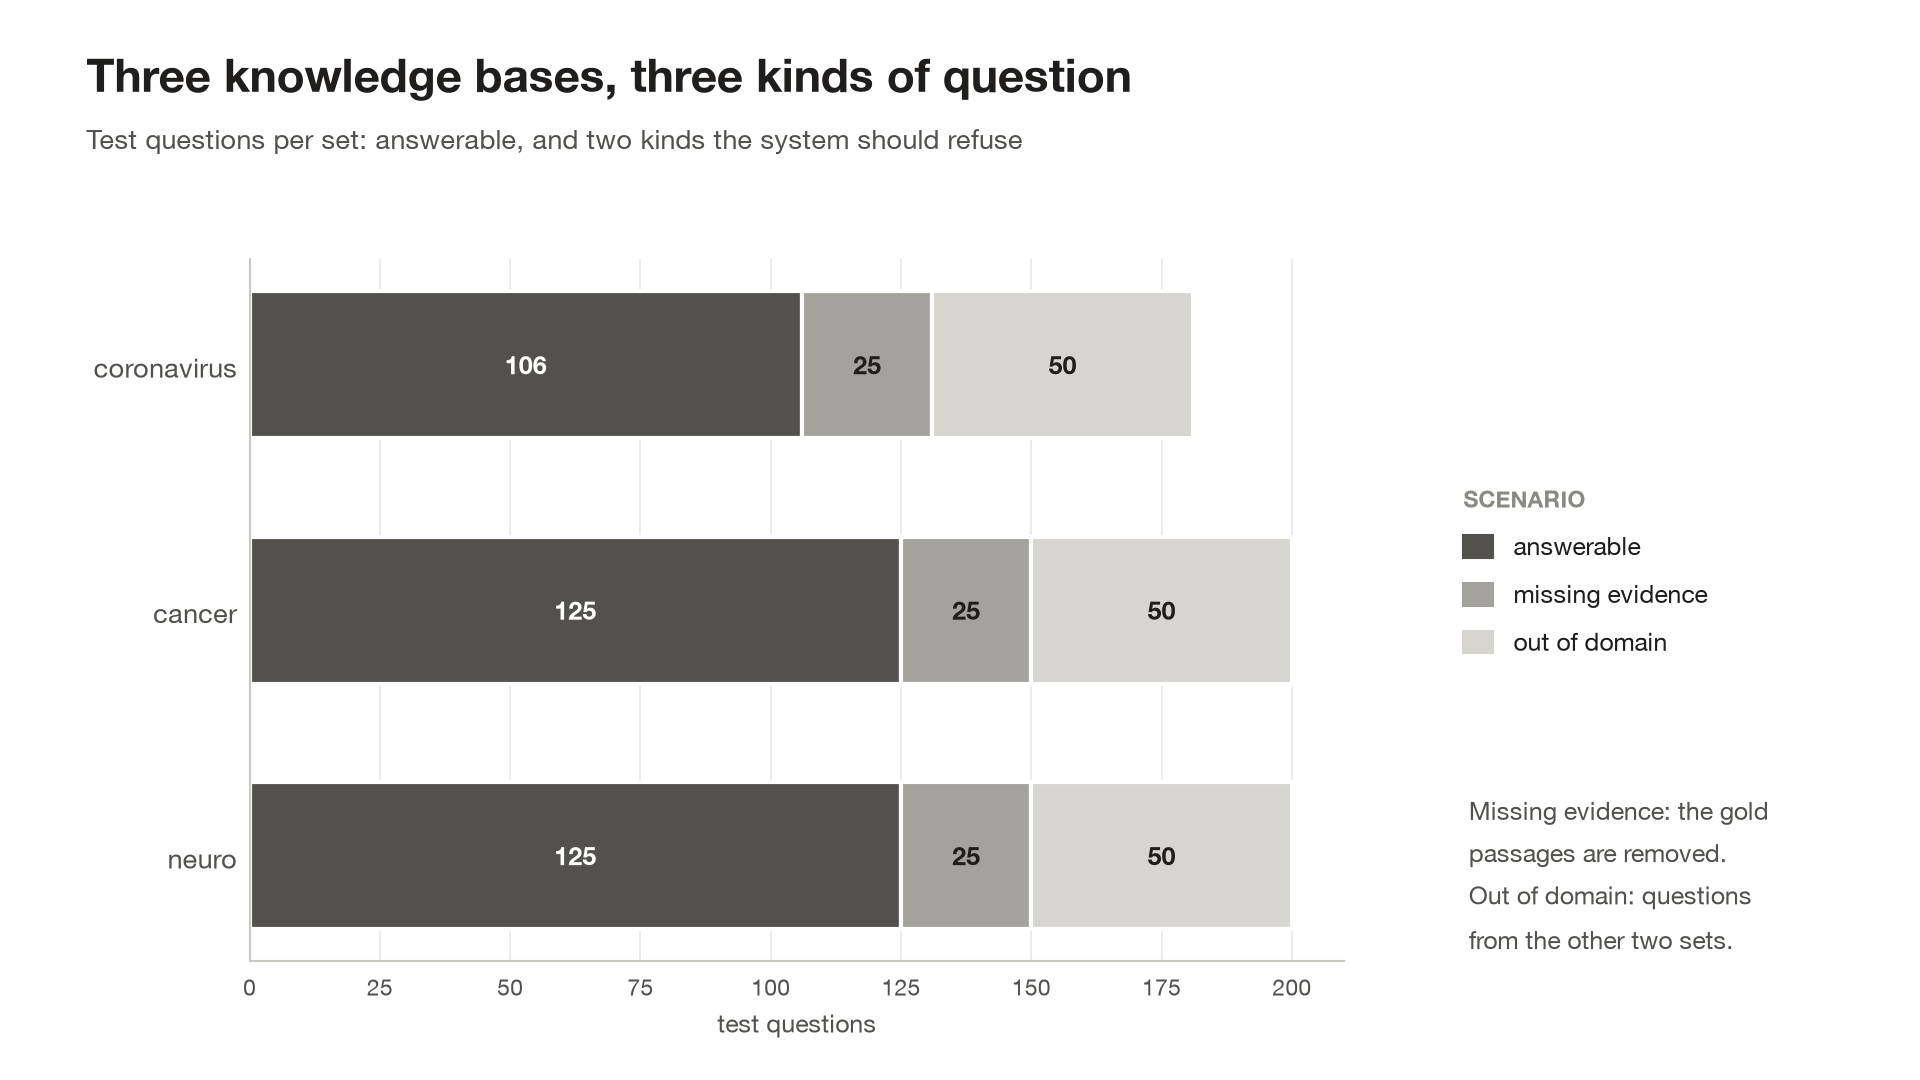 Three knowledge bases, three kinds of question
Test questions per set: answerable, and two kinds the system should refuse
coronavirus
106
25
50
cancer
125
25
50
neuro
125
25
50
0
25
50
75
100
125
150
175
200
test questions
SCENARIO
answerable
missing evidence
out of domain
Missing evidence: the gold
passages are removed.
Out of domain: questions
from the other two sets.